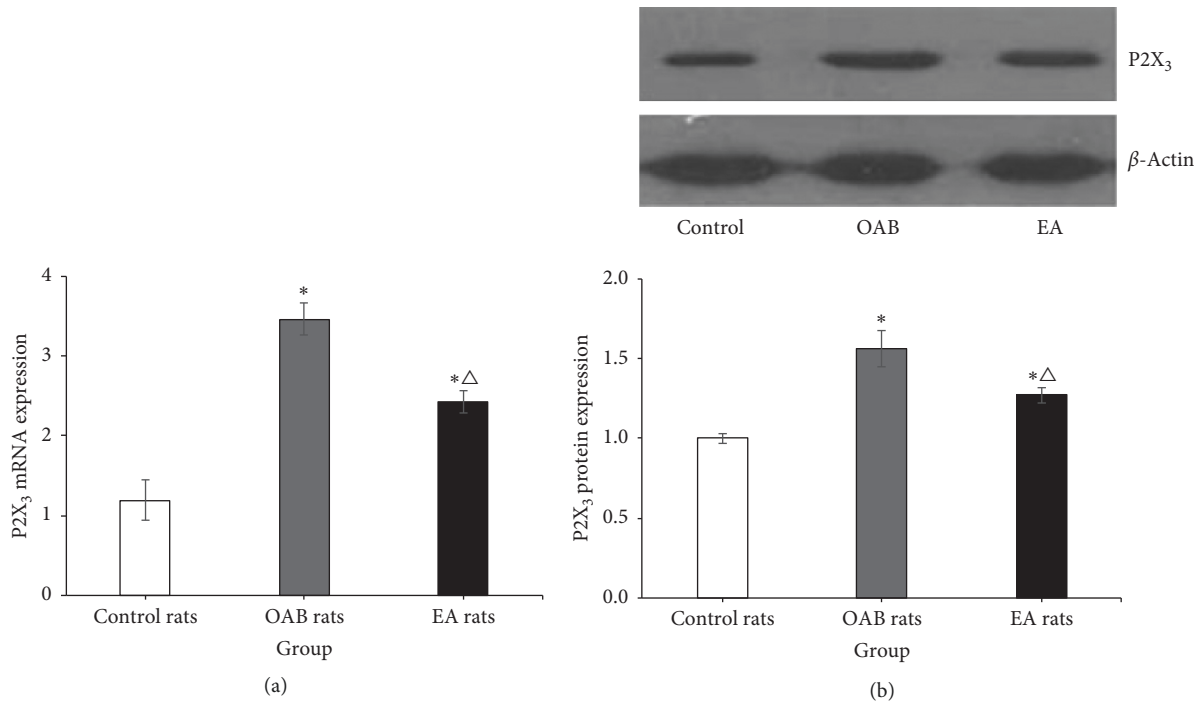 P2X₃
β-Actin
Control OAB EA
P2X₃ mRNA expression
4
3
2
1
0
*
*△
Control rats OAB rats EA rats
Group
(a)
P2X₃ protein expression
2.0
1.5
1.0
0.5
0.0
*
*△
Control rats OAB rats EA rats
Group
(b)